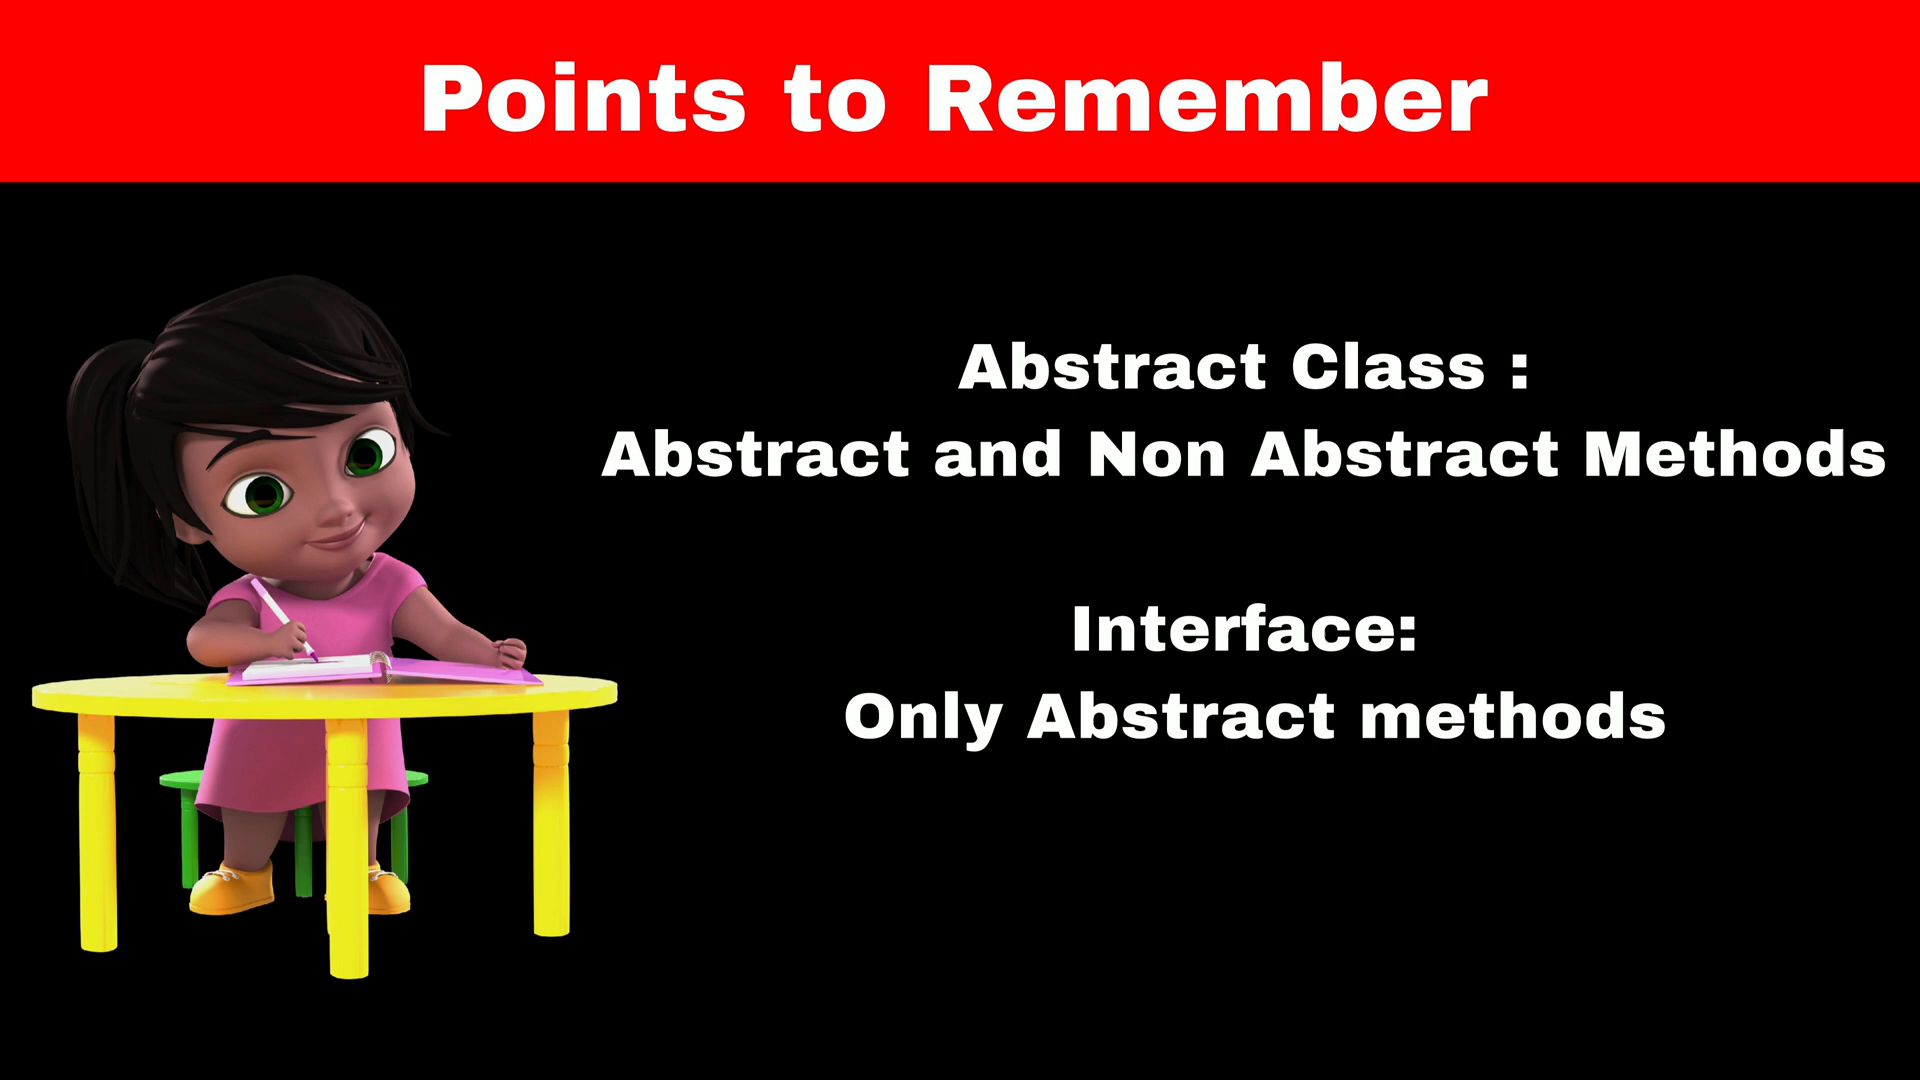 Points to Remember
Abstract Class :
Abstract and Non Abstract Methods
Interface:
Only Abstract methods